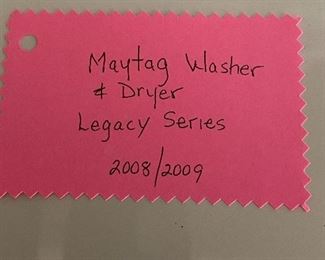 Maytag Washer
& Dryer
Legacy Series
2008/2009